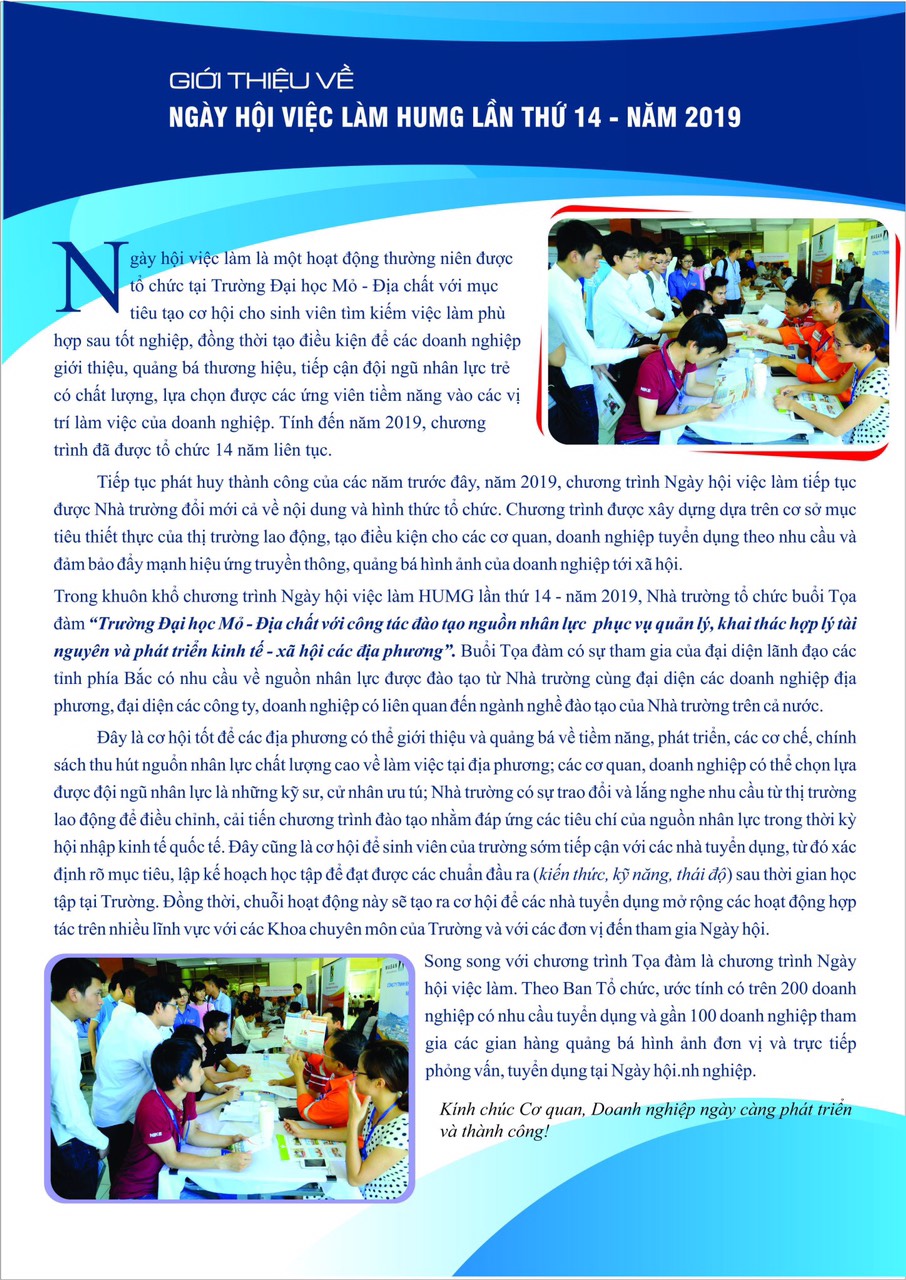 GIỚI THIỆU VỀ
NGÀY HỘI VIỆC LÀM HUMG LẦN THỨ 14 - NĂM 2019
Ngày hội việc làm là một hoạt động thường niên được
tổ chức tại Trường Đại học Mỏ - Địa chất với mục
tiêu tạo cơ hội cho sinh viên tìm kiếm việc làm phù
hợp sau tốt nghiệp, đồng thời tạo điều kiện để các doanh nghiệp
giới thiệu, quảng bá thương hiệu, tiếp cận đội ngũ nhân lực trẻ
có chất lượng, lựa chọn được các ứng viên tiềm năng vào các vị
trí làm việc của doanh nghiệp. Tính đến năm 2019, chương
trình đã được tổ chức 14 năm liên tục.
Tiếp tục phát huy thành công của các năm trước đây, năm 2019, chương trình Ngày hội việc làm tiếp tục
được Nhà trường đổi mới cả về nội dung và hình thức tổ chức. Chương trình được xây dựng dựa trên cơ sở mục
tiêu thiết thực của thị trường lao động, tạo điều kiện cho các cơ quan, doanh nghiệp tuyển dụng theo nhu cầu và
đảm bảo đẩy mạnh hiệu ứng truyền thông, quảng bá hình ảnh của doanh nghiệp tới xã hội.
Trong khuôn khổ chương trình Ngày hội việc làm HUMG lần thứ 14 - năm 2019, Nhà trường tổ chức buổi Tọa
đàm “Trường Đại học Mỏ - Địa chất với công tác đào tạo nguồn nhân lực phục vụ quản lý, khai thác hợp lý tài
nguyên và phát triển kinh tế - xã hội các địa phương”. Buổi Tọa đàm có sự tham gia của đại diện lãnh đạo các
tỉnh phía Bắc có nhu cầu về nguồn nhân lực được đào tạo từ Nhà trường cùng đại diện các doanh nghiệp địa
phương, đại diện các công ty, doanh nghiệp có liên quan đến ngành nghề đào tạo của Nhà trường trên cả nước.
Đây là cơ hội tốt để các địa phương có thể giới thiệu và quảng bá về tiềm năng, phát triển, các cơ chế, chính
sách thu hút nguồn nhân lực chất lượng cao về làm việc tại địa phương; các cơ quan, doanh nghiệp có thể chọn lựa
được đội ngũ nhân lực là những kỹ sư, cử nhân ưu tú; Nhà trường có sự trao đổi và lắng nghe nhu cầu từ thị trường
lao động để điều chỉnh, cải tiến chương trình đào tạo nhằm đáp ứng các tiêu chí của nguồn nhân lực trong thời kỳ
hội nhập kinh tế quốc tế. Đây cũng là cơ hội để sinh viên của trường sớm tiếp cận với các nhà tuyển dụng, từ đó xác
định rõ mục tiêu, lập kế hoạch học tập để đạt được các chuẩn đầu ra (kiến thức, kỹ năng, thái độ) sau thời gian học
tập tại Trường. Đồng thời, chuỗi hoạt động này sẽ tạo ra cơ hội để các nhà tuyển dụng mở rộng các hoạt động hợp
tác trên nhiều lĩnh vực với các Khoa chuyên môn của Trường và với các đơn vị đến tham gia Ngày hội.
Song song với chương trình Tọa đàm là chương trình Ngày
hội việc làm. Theo Ban Tổ chức, ước tính có trên 200 doanh
nghiệp có nhu cầu tuyển dụng và gần 100 doanh nghiệp tham
gia các gian hàng quảng bá hình ảnh đơn vị và trực tiếp
phỏng vấn, tuyển dụng tại Ngày hội.nh nghiệp.
Kính chúc Cơ quan, Doanh nghiệp ngày càng phát triển
và thành công!